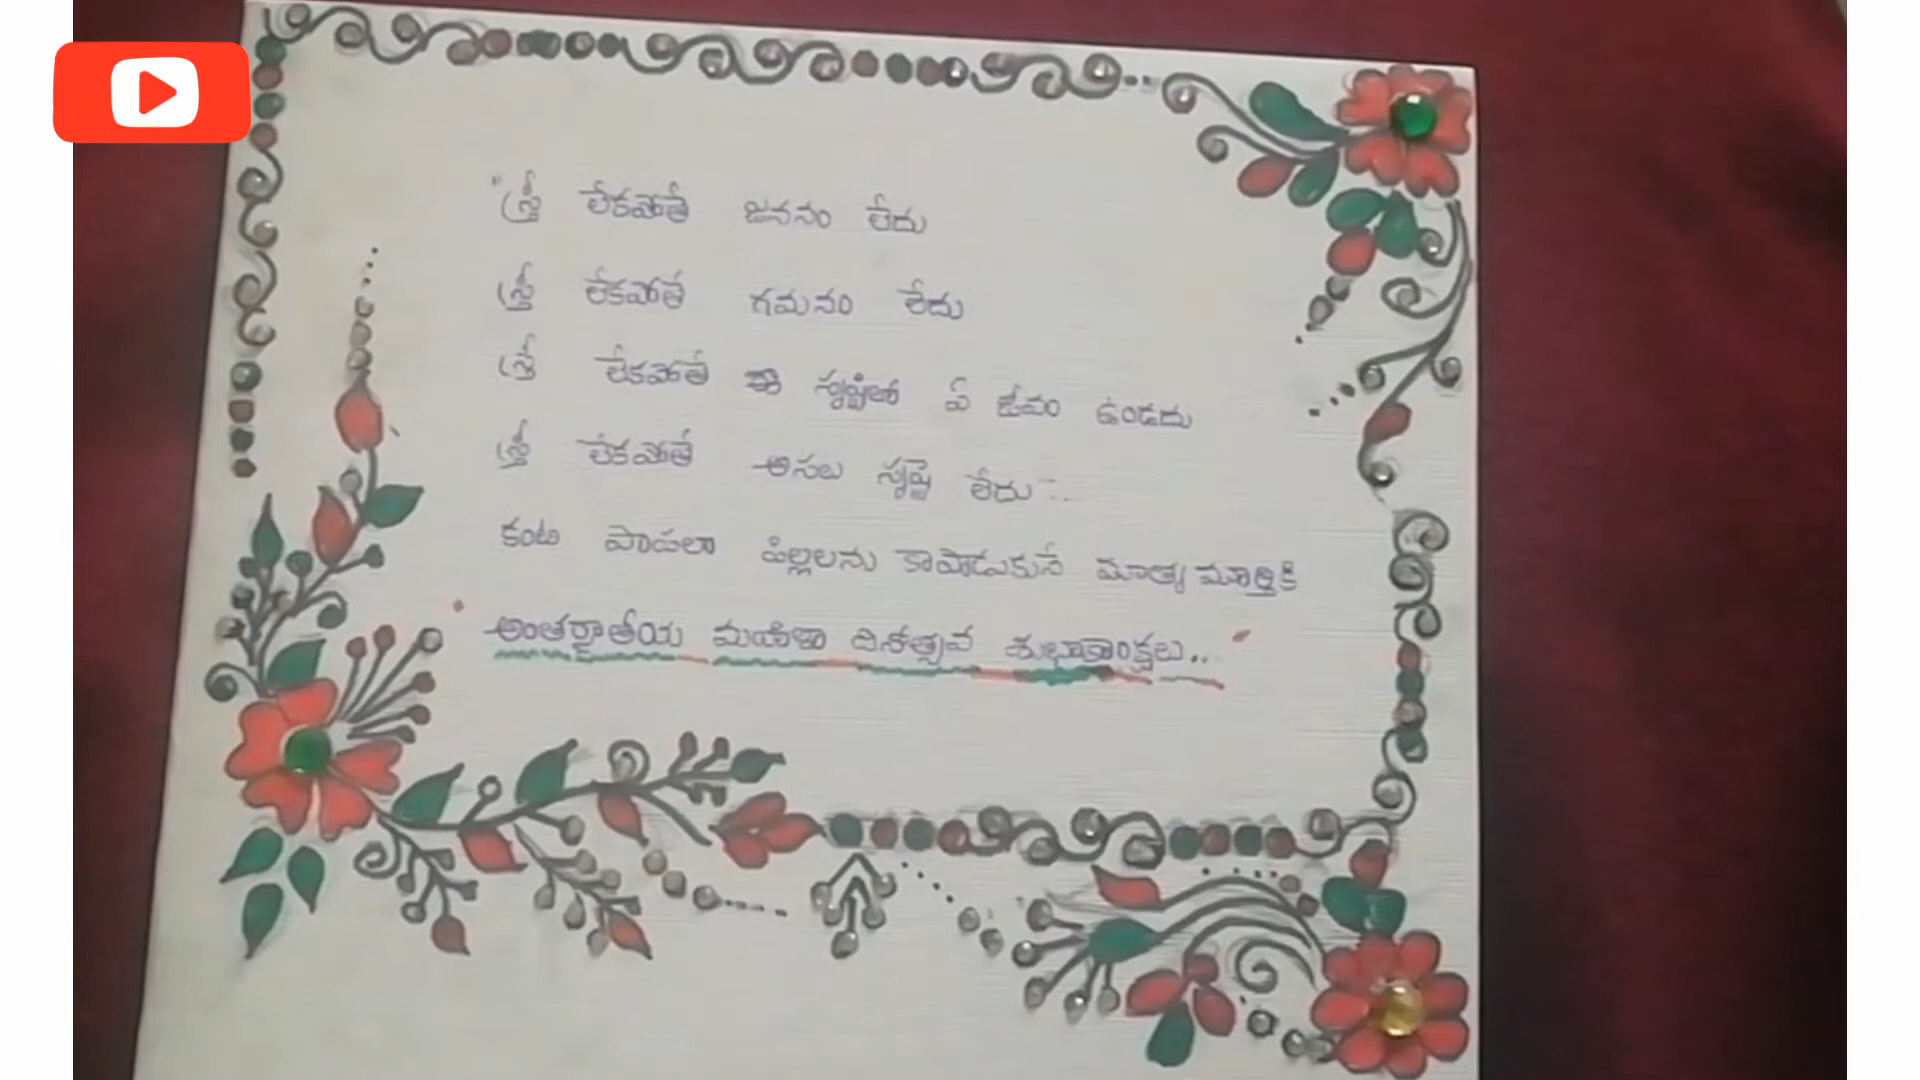 "స్త్రీ లేకపోతే జననం లేదు
స్త్రీ లేకపోతే గమనం లేదు
స్త్రీ లేకపోతే ఈ సృష్టిలో ఏ జీవం ఉండదు
స్త్రీ లేకపోతే అసలు సృష్టే లేదు...
కంటి పాపలా పిల్లలను కాపాడుకునే మాతృమూర్తికి
అంతర్జాతీయ మహిళా దినోత్సవ శుభాకాంక్షలు.."